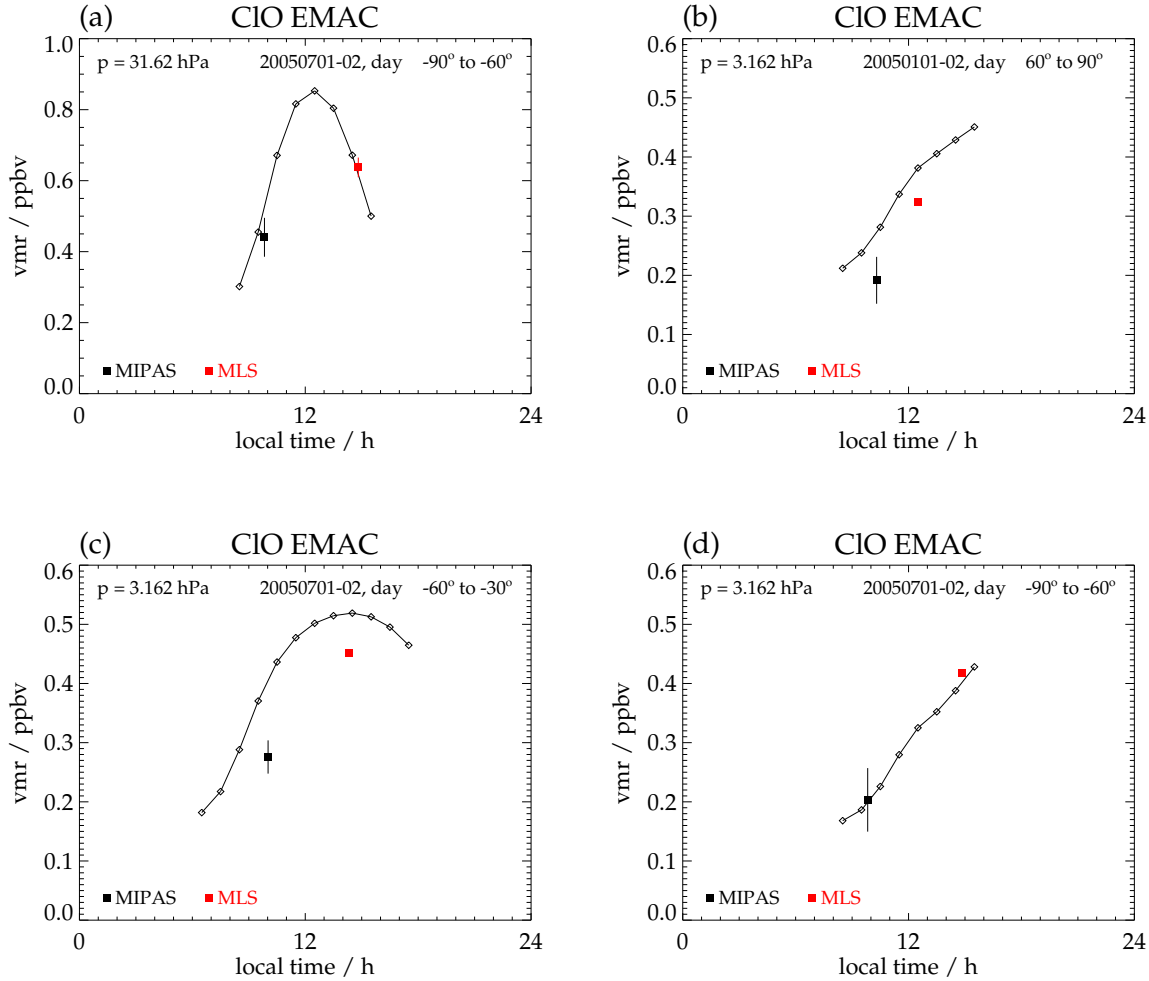 (a) ClO EMAC
1.0
p = 31.62 hPa 20050701-02, day -90° to -60°
0.8
0.6
vmr / ppbv
0.4
0.2
MIPAS MLS
0.0
0 12 24
local time / h
(b) ClO EMAC
0.6
p = 3.162 hPa 20050101-02, day 60° to 90°
0.5
0.4
vmr / ppbv
0.3
0.2
0.1
MIPAS MLS
0.0
0 12 24
local time / h
(c) ClO EMAC
0.6
p = 3.162 hPa 20050701-02, day -60° to -30°
0.5
0.4
vmr / ppbv
0.3
0.2
0.1
MIPAS MLS
0.0
0 12 24
local time / h
(d) ClO EMAC
0.6
p = 3.162 hPa 20050701-02, day -90° to -60°
0.5
0.4
vmr / ppbv
0.3
0.2
0.1
MIPAS MLS
0.0
0 12 24
local time / h